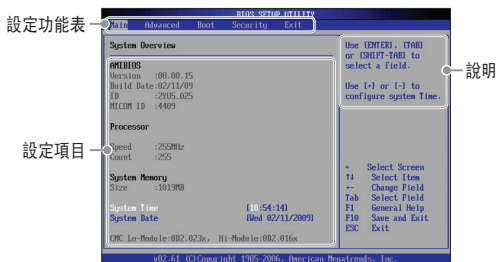 BIOS SETUP UTILITY
設定功能表
Main Advanced Boot Security Exit
System Overview
AMIBIOS
Version :08.00.15
Build Date:02/11/09
ID :2YU5.025
MICOM ID :4409
Processor
Speed :255MHz
Count :255
System Memory
Size :1019MB
System Time [10:54:14]
System Date [Wed 02/11/2009]
CMC Lo-Module:0D2.023x, Hi-Module:0D2.016x
設定項目
Use [ENTER], [TAB]
or [SHIFT-TAB] to
select a field.
Use [+] or [-] to
configure system Time.
說明
+ Select Screen
↑↓ Select Item
+- Change Field
Tab Select Field
F1 General Help
F10 Save and Exit
ESC Exit
v02.61 (C)Copyright 1985-2006, American Megatrends, Inc.